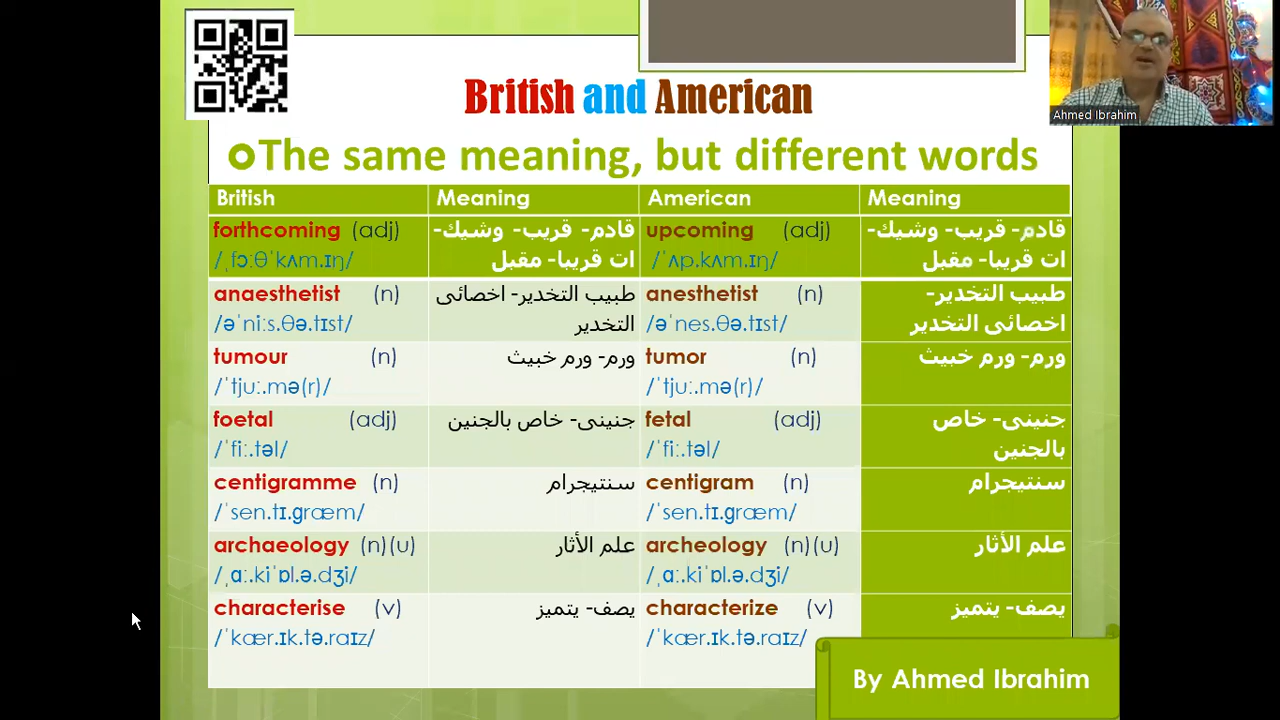 Ahmed Ibrahim
British and American
The same meaning, but different words
British Meaning American Meaning
forthcoming (adj) قادم- قريب- وشيك- upcoming (adj) قادم- قريب- وشيك-
/ˌfɔːθˈkʌm.ɪŋ/ ات قريبا- مقبل /ˈʌp.kʌm.ɪŋ/ ات قريبا- مقبل
anaesthetist (n) طبيب التخدير- اخصائى anesthetist (n) طبيب التخدير-
/əˈniːs.θə.tɪst/ التخدير /əˈnes.θə.tɪst/ اخصائى التخدير
tumour (n) ورم- ورم خبيث tumor (n) ورم- ورم خبيث
/ˈtjuː.mə(r)/ /ˈtjuː.mə(r)/
foetal (adj) جنينى- خاص بالجنين fetal (adj) جنينى- خاص
/ˈfiː.təl/ /ˈfiː.təl/ بالجنين
centigramme (n) سنتيجرام centigram (n) سنتيجرام
/ˈsen.tɪ.ɡræm/ /ˈsen.tɪ.ɡræm/
archaeology (n)(u) علم الأثار archeology (n)(u) علم الأثار
/ˌɑː.kiˈɒl.ə.dʒi/ /ˌɑː.kiˈɒl.ə.dʒi/
characterise (v) يصف- يتميز characterize (v) يصف- يتميز
/ˈkær.ɪk.tə.raɪz/ /ˈkær.ɪk.tə.raɪz/
By Ahmed Ibrahim